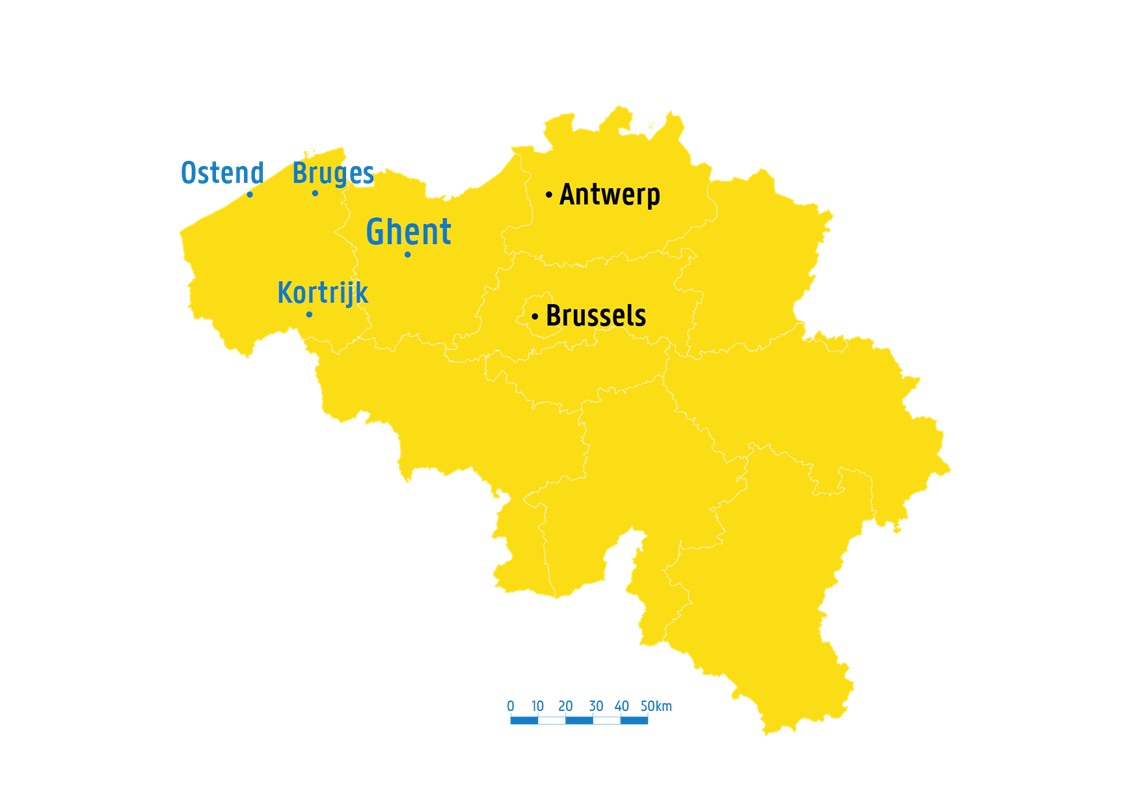 Ostend
Bruges
Antwerp
Ghent
Kortrijk
Brussels
0 10 20 30 40 50km